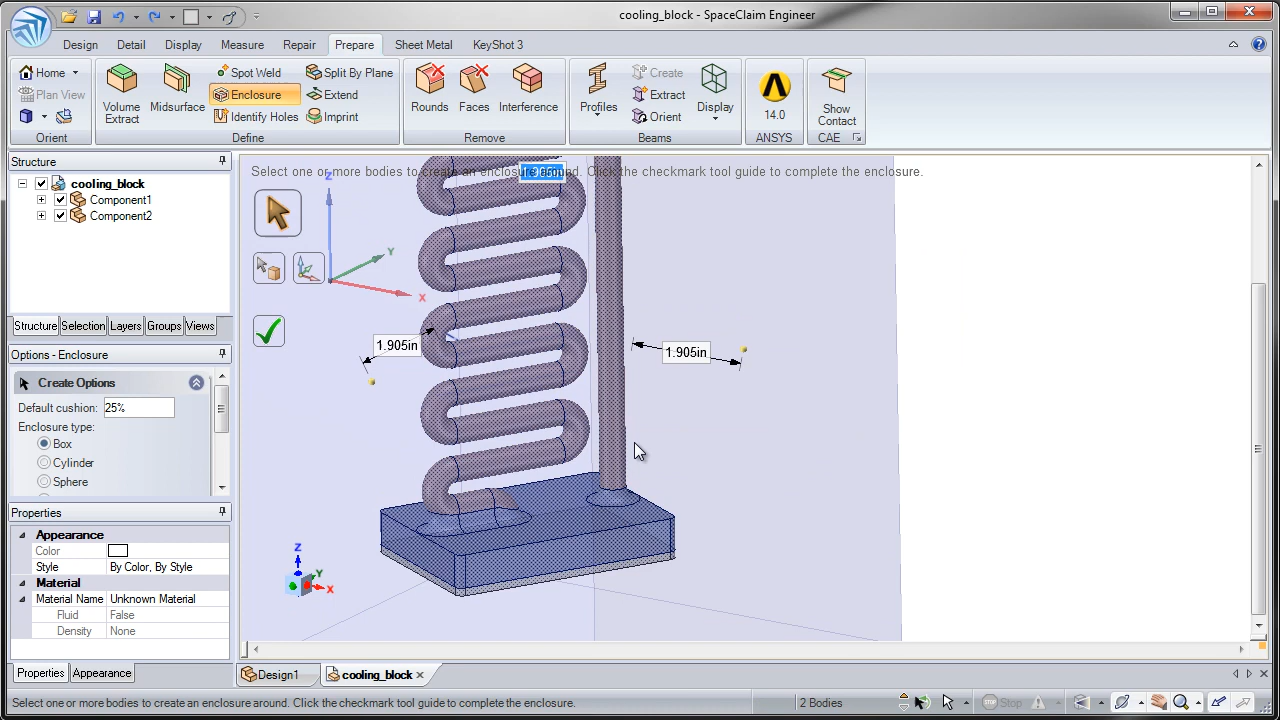 cooling_block - SpaceClaim Engineer
Design Detail Display Measure Repair Prepare Sheet Metal KeyShot 3
Home
Plan View
Orient
Volume Extract
Midsurface
Spot Weld
Enclosure
Identify Holes
Split By Plane
Extend
Imprint
Define
Rounds
Faces
Interference
Remove
Profiles
Create
Extract
Orient
Display
Beams
14.0
ANSYS
Show Contact
CAE
Structure
cooling_block
Component1
Component2
Structure Selection Layers Groups Views
Options - Enclosure
Create Options
Default cushion: 25%
Enclosure type:
Box
Cylinder
Sphere
Properties
Appearance
Color
Style By Color, By Style
Material
Material Name Unknown Material
Fluid False
Density None
Properties Appearance
Select one or more bodies to create an enclosure around. Click the checkmark tool guide to complete the enclosure.
1.905in
Z
Y
X
1.905in
1.905in
Z
Y
X
Design1 cooling_block
Select one or more bodies to create an enclosure around. Click the checkmark tool guide to complete the enclosure.
2 Bodies
Stop